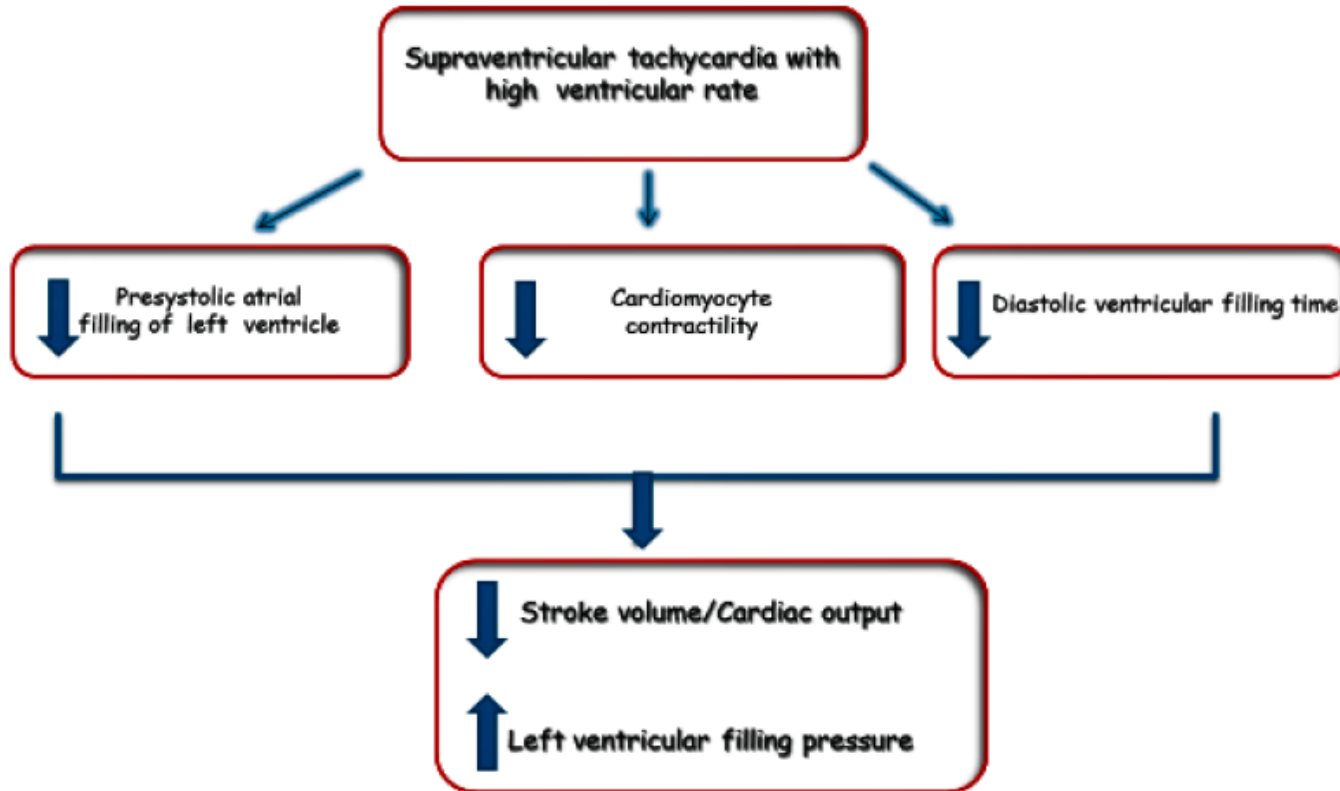 Supraventricular tachycardia with
high ventricular rate
Presystolic atrial
filling of left ventricle
Cardiomyocyte
contractility
Diastolic ventricular filling time
Stroke volume/Cardiac output
Left ventricular filling pressure